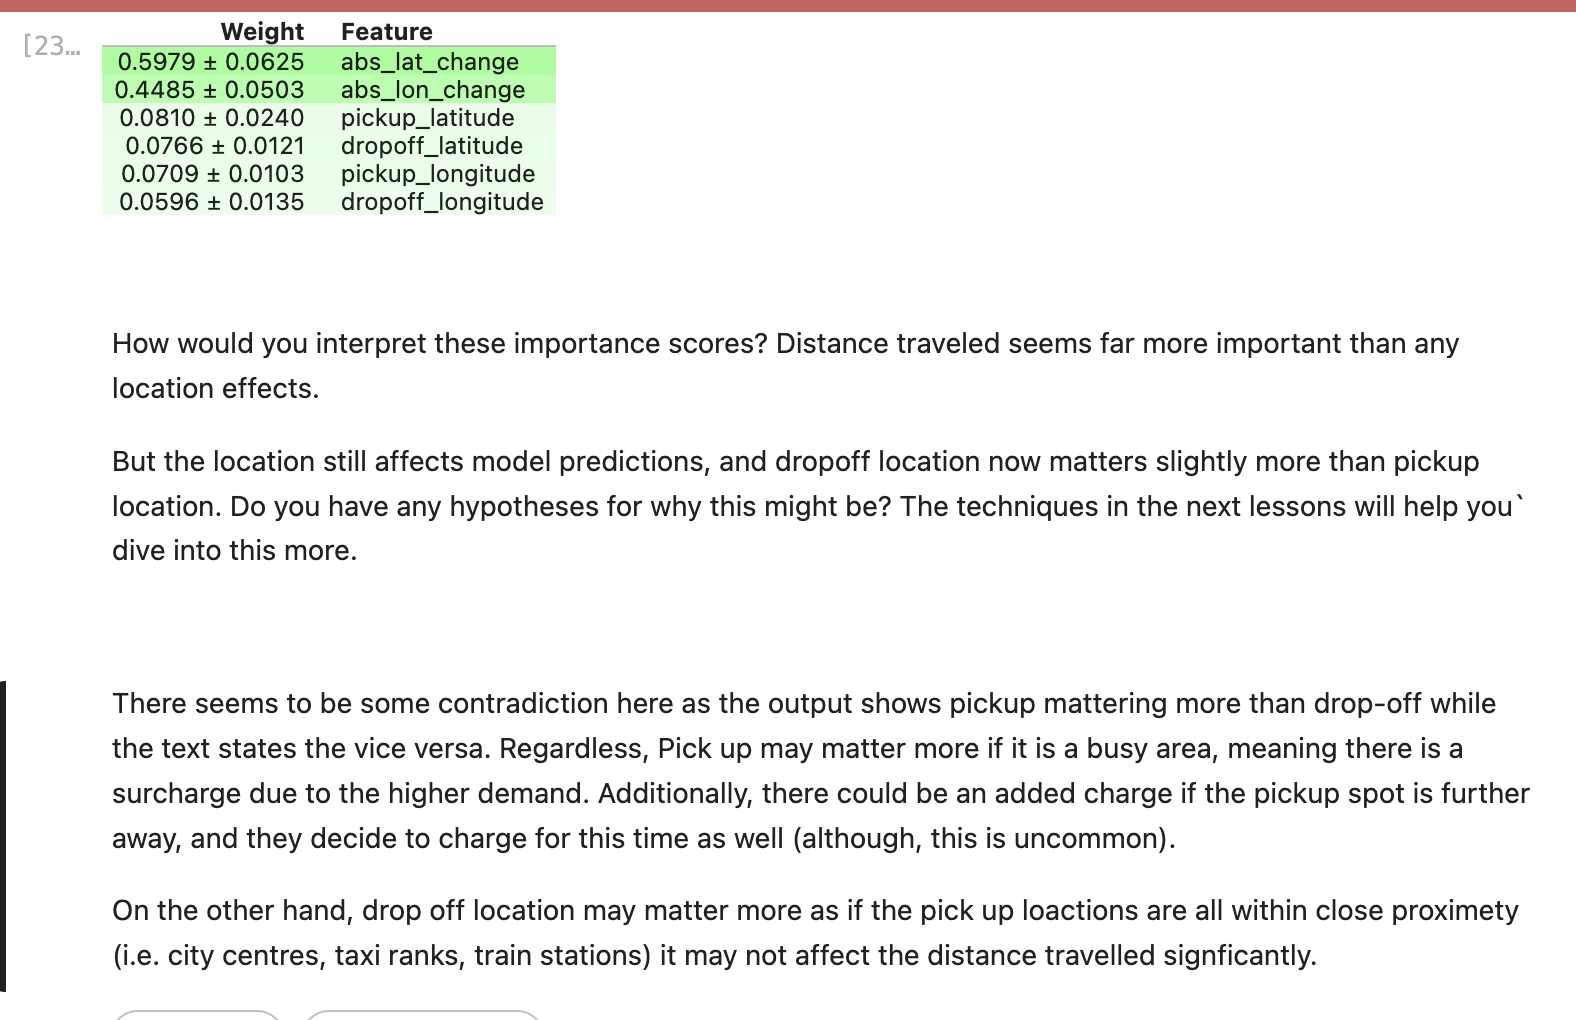 [23…
Weight Feature
0.5979 ± 0.0625 abs_lat_change
0.4485 ± 0.0503 abs_lon_change
0.0810 ± 0.0240 pickup_latitude
0.0766 ± 0.0121 dropoff_latitude
0.0709 ± 0.0103 pickup_longitude
0.0596 ± 0.0135 dropoff_longitude
How would you interpret these importance scores? Distance traveled seems far more important than any
location effects.
But the location still affects model predictions, and dropoff location now matters slightly more than pickup
location. Do you have any hypotheses for why this might be? The techniques in the next lessons will help you`
dive into this more.
There seems to be some contradiction here as the output shows pickup mattering more than drop-off while
the text states the vice versa. Regardless, Pick up may matter more if it is a busy area, meaning there is a
surcharge due to the higher demand. Additionally, there could be an added charge if the pickup spot is further
away, and they decide to charge for this time as well (although, this is uncommon).
On the other hand, drop off location may matter more as if the pick up loactions are all within close proximety
(i.e. city centres, taxi ranks, train stations) it may not affect the distance travelled signficantly.